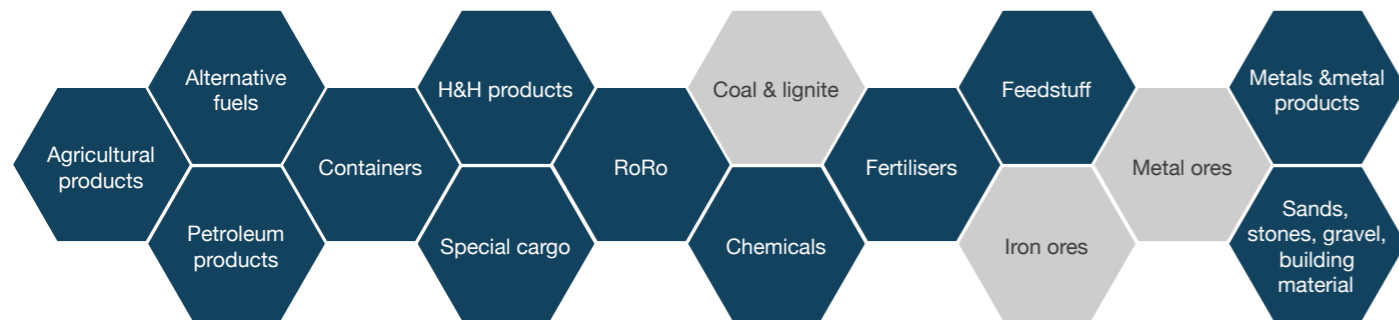 Agricultural
products
Alternative
fuels
Petroleum
products
Containers
H&H products
Special cargo
RoRo
Coal & lignite
Chemicals
Fertilisers
Feedstuff
Iron ores
Metal ores
Metals &metal
products
Sands,
stones, gravel,
building
material